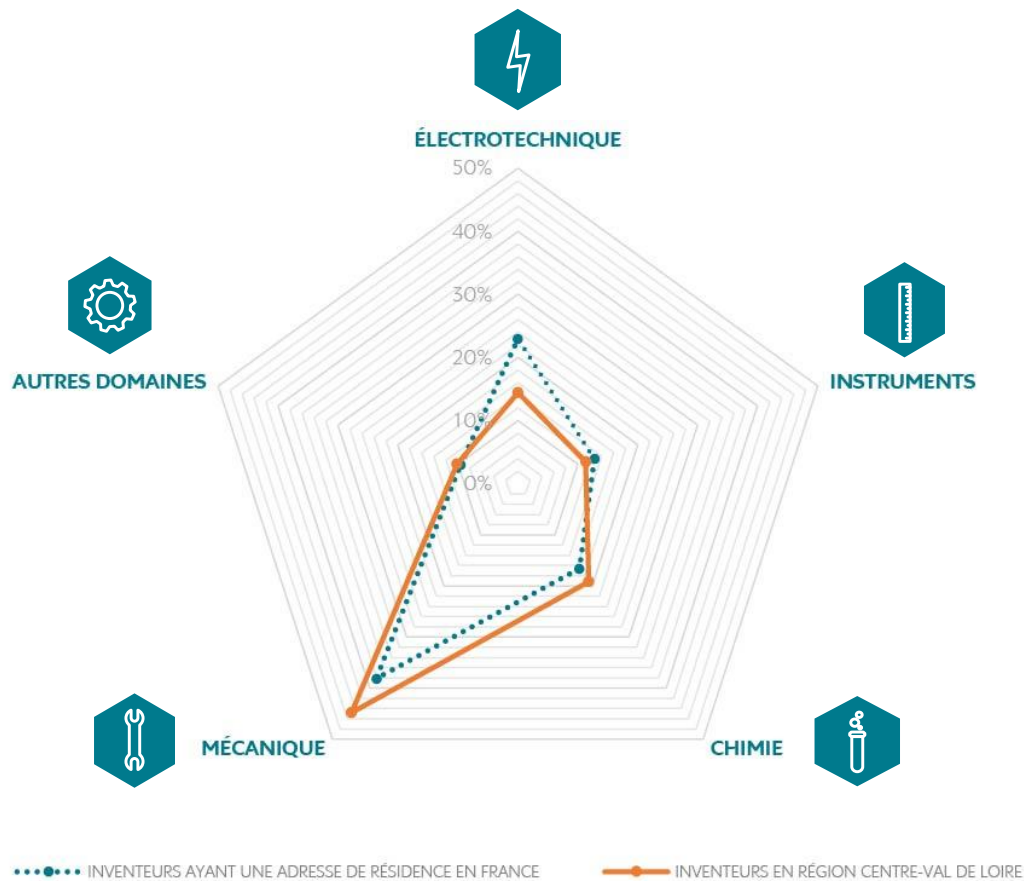 ÉLECTROTECHNIQUE
50%
40%
30%
20%
10%
0%
AUTRES DOMAINES
INSTRUMENTS
MÉCANIQUE
CHIMIE
INVENTEURS AYANT UNE ADRESSE DE RÉSIDENCE EN FRANCE
INVENTEURS EN RÉGION CENTRE-VAL DE LOIRE